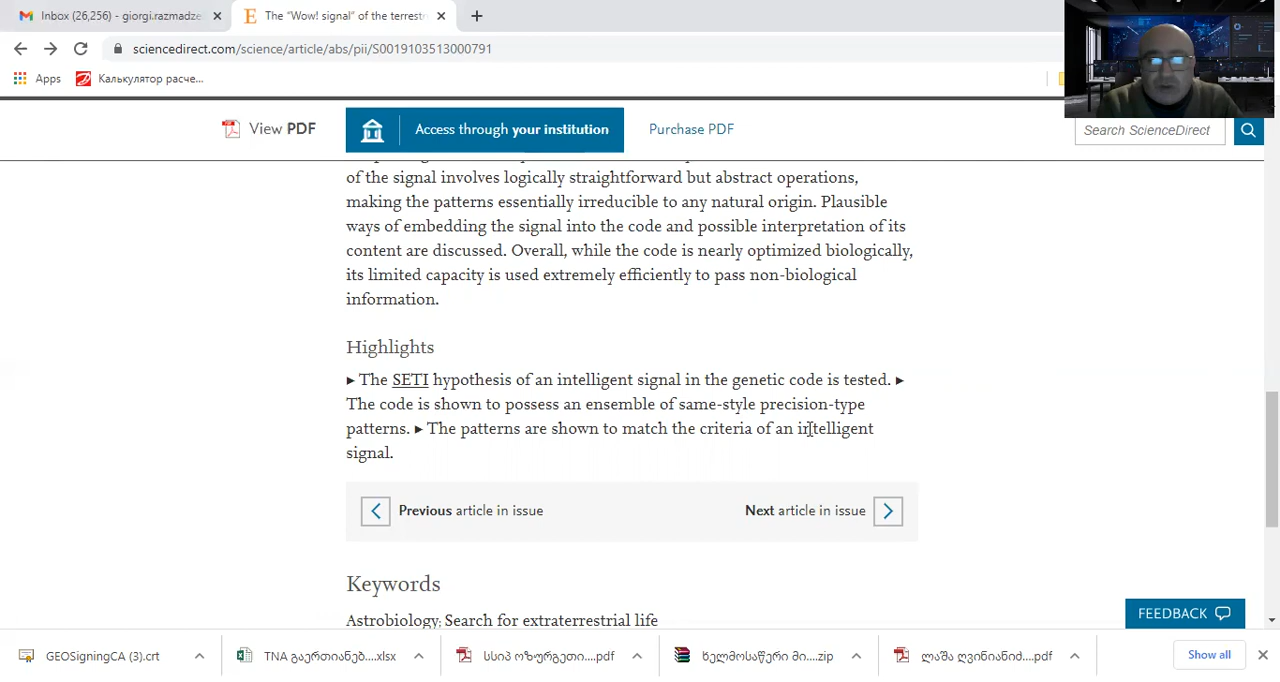 Inbox (26,256) - giorgi.razmadze
The "Wow! signal" of the terrestr
sciencedirect.com/science/article/abs/pii/S0019103513000791
Apps
Калькулятор расче...
View PDF
Access through your institution
Purchase PDF
Search ScienceDirect
of the signal involves logically straightforward but abstract operations,
making the patterns essentially irreducible to any natural origin. Plausible
ways of embedding the signal into the code and possible interpretation of its
content are discussed. Overall, while the code is nearly optimized biologically,
its limited capacity is used extremely efficiently to pass non-biological
information.
Highlights
▸ The SETI hypothesis of an intelligent signal in the genetic code is tested. ▸
The code is shown to possess an ensemble of same-style precision-type
patterns. ▸ The patterns are shown to match the criteria of an intelligent
signal.
Previous article in issue
Next article in issue
Keywords
Astrobiology; Search for extraterrestrial life
FEEDBACK
GEOSigningCA (3).crt
TNA გაერთიანებ....xlsx
სსიპ ოზურგეთი....pdf
ხელმოსაწერი მი....zip
ლაშა ღვინიანიძ....pdf
Show all